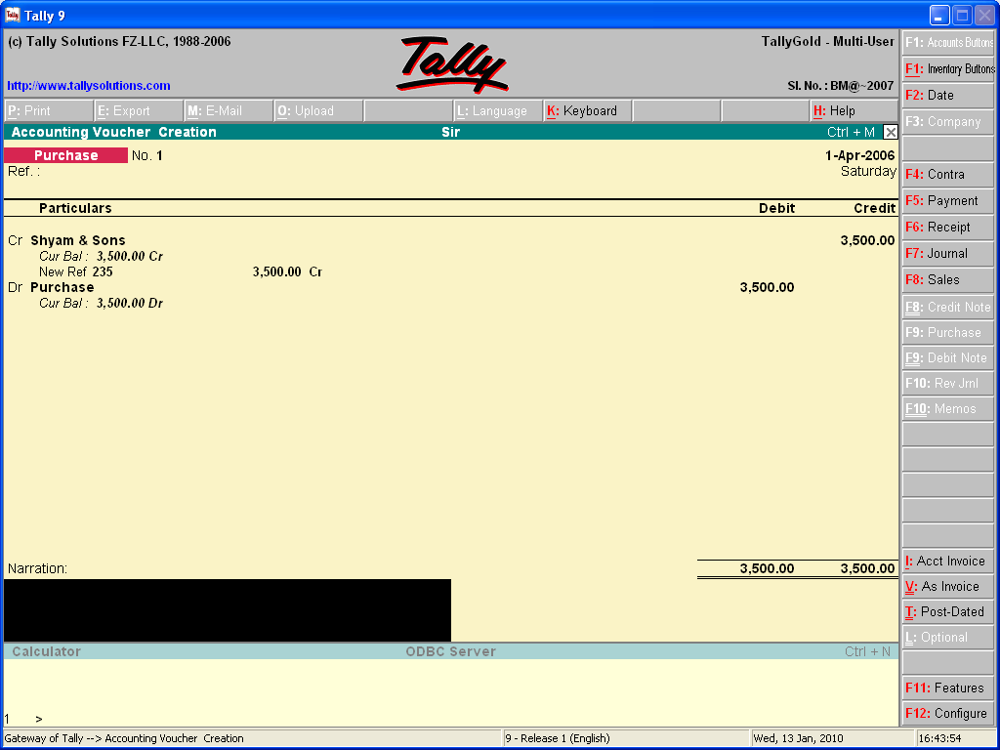 Tally 9
(c) Tally Solutions FZ-LLC, 1988-2006
Tally
TallyGold - Multi-User
http://www.tallysolutions.com
Sl. No. : BM@~2007
P: Print E: Export M: E-Mail O: Upload L: Language K: Keyboard H: Help
Accounting Voucher Creation Sir Ctrl + M
Purchase No. 1 1-Apr-2006
Ref. : Saturday
Particulars Debit Credit
Cr Shyam & Sons 3,500.00
Cur Bal : 3,500.00 Cr
New Ref 235 3,500.00 Cr
Dr Purchase 3,500.00
Cur Bal : 3,500.00 Dr
Narration: 3,500.00 3,500.00
Calculator ODBC Server Ctrl + N
1 >
F1: Accounts Buttons
F1: Inventory Buttons
F2: Date
F3: Company
F4: Contra
F5: Payment
F6: Receipt
F7: Journal
F8: Sales
F8: Credit Note
F9: Purchase
F9: Debit Note
F10: Rev Jrnl
F10: Memos
I: Acct Invoice
V: As Invoice
T: Post-Dated
L: Optional
F11: Features
F12: Configure
Gateway of Tally --> Accounting Voucher Creation 9 - Release 1 (English) Wed, 13 Jan, 2010 16:43:54